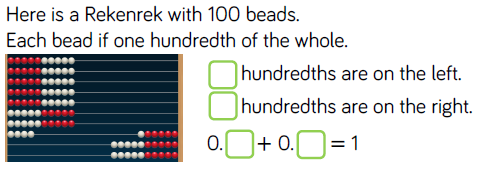 Here is a Rekenrek with 100 beads.
Each bead if one hundredth of the whole.
hundredths are on the left.
hundredths are on the right.
0. + 0. = 1